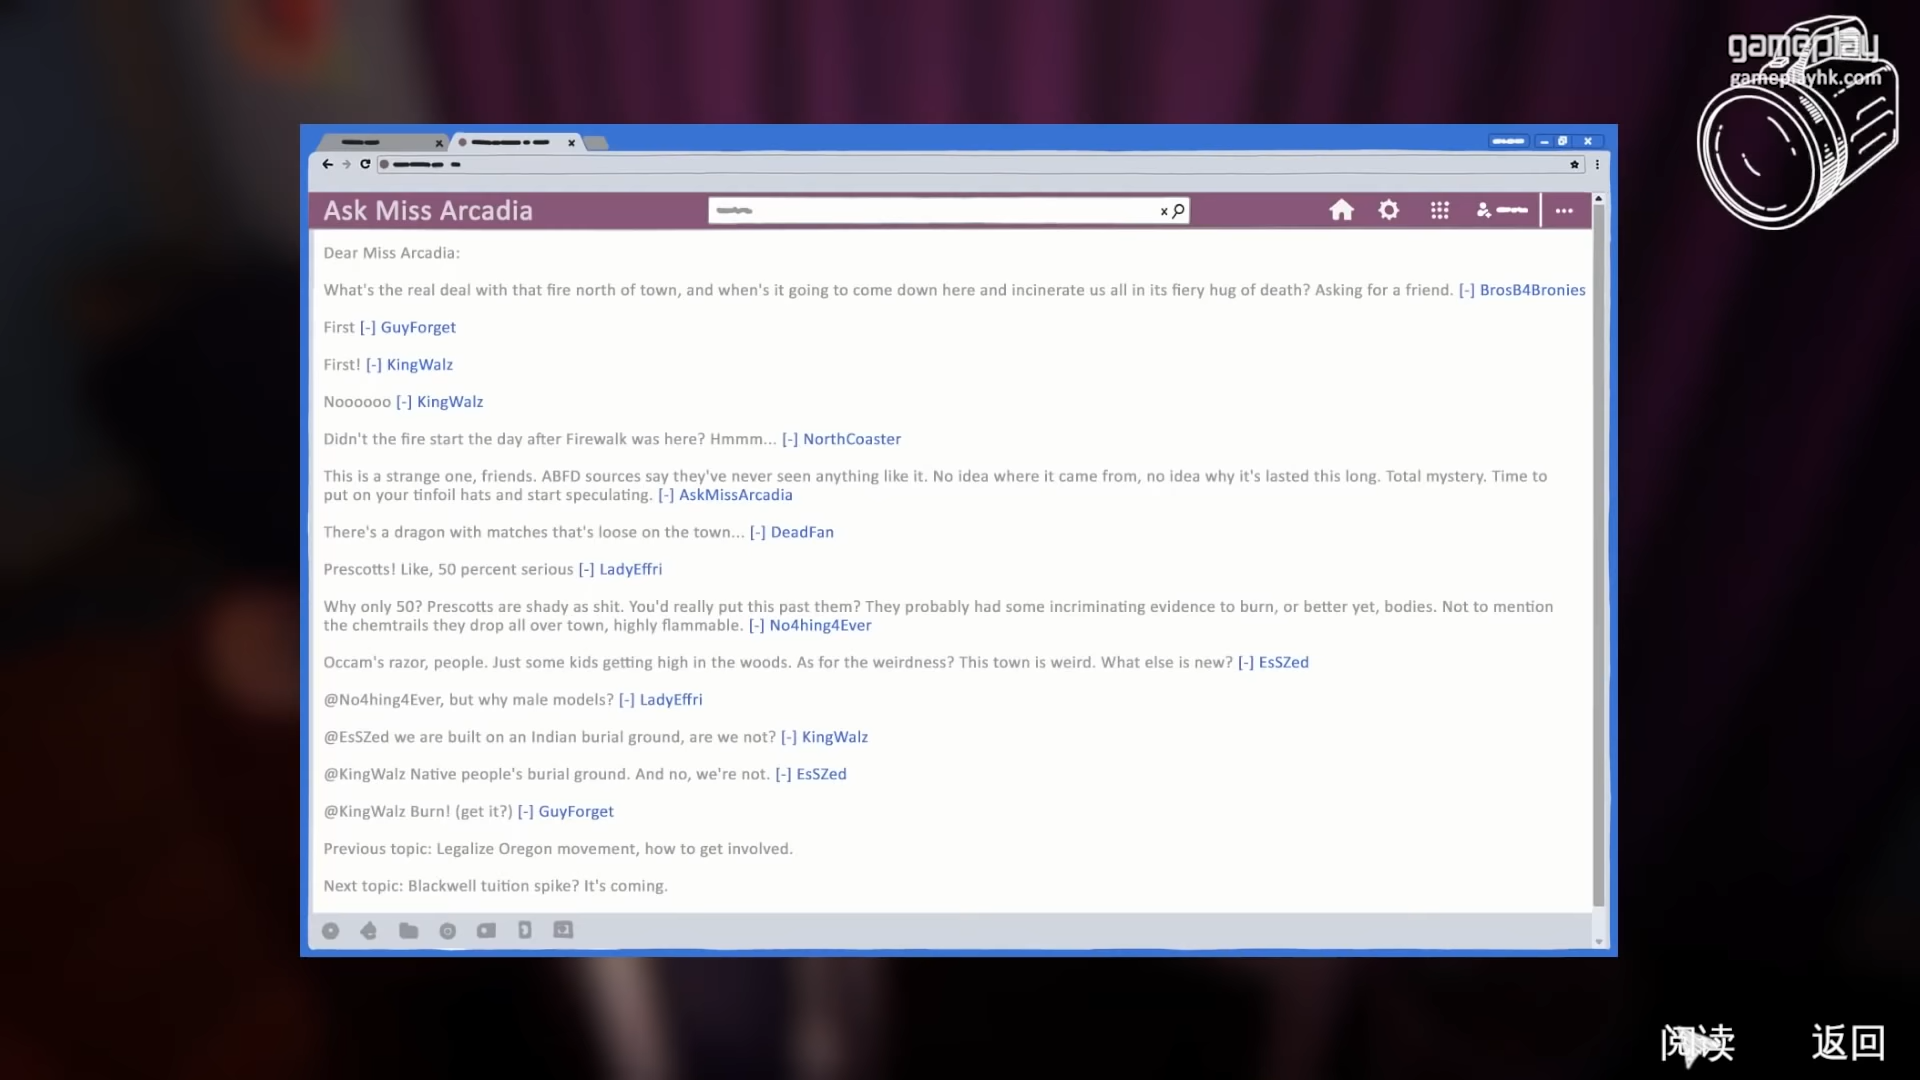 gameplay
gameplayhk.com
Ask Miss Arcadia
Dear Miss Arcadia:
What's the real deal with that fire north of town, and when's it going to come down here and incinerate us all in its fiery hug of death? Asking for a friend. [-] BrosB4Bronies
First [-] GuyForget
First! [-] KingWalz
Noooooo [-] KingWalz
Didn't the fire start the day after Firewalk was here? Hmmm... [-] NorthCoaster
This is a strange one, friends. ABFD sources say they've never seen anything like it. No idea where it came from, no idea why it's lasted this long. Total mystery. Time to
put on your tinfoil hats and start speculating. [-] AskMissArcadia
There's a dragon with matches that's loose on the town... [-] DeadFan
Prescotts! Like, 50 percent serious [-] LadyEffri
Why only 50? Prescotts are shady as shit. You'd really put this past them? They probably had some incriminating evidence to burn, or better yet, bodies. Not to mention
the chemtrails they drop all over town, highly flammable. [-] No4hing4Ever
Occam's razor, people. Just some kids getting high in the woods. As for the weirdness? This town is weird. What else is new? [-] EsSZed
@No4hing4Ever, but why male models? [-] LadyEffri
@EsSZed we are built on an Indian burial ground, are we not? [-] KingWalz
@KingWalz Native people's burial ground. And no, we're not. [-] EsSZed
@KingWalz Burn! (get it?) [-] GuyForget
Previous topic: Legalize Oregon movement, how to get involved.
Next topic: Blackwell tuition spike? It's coming.
阅读 返回